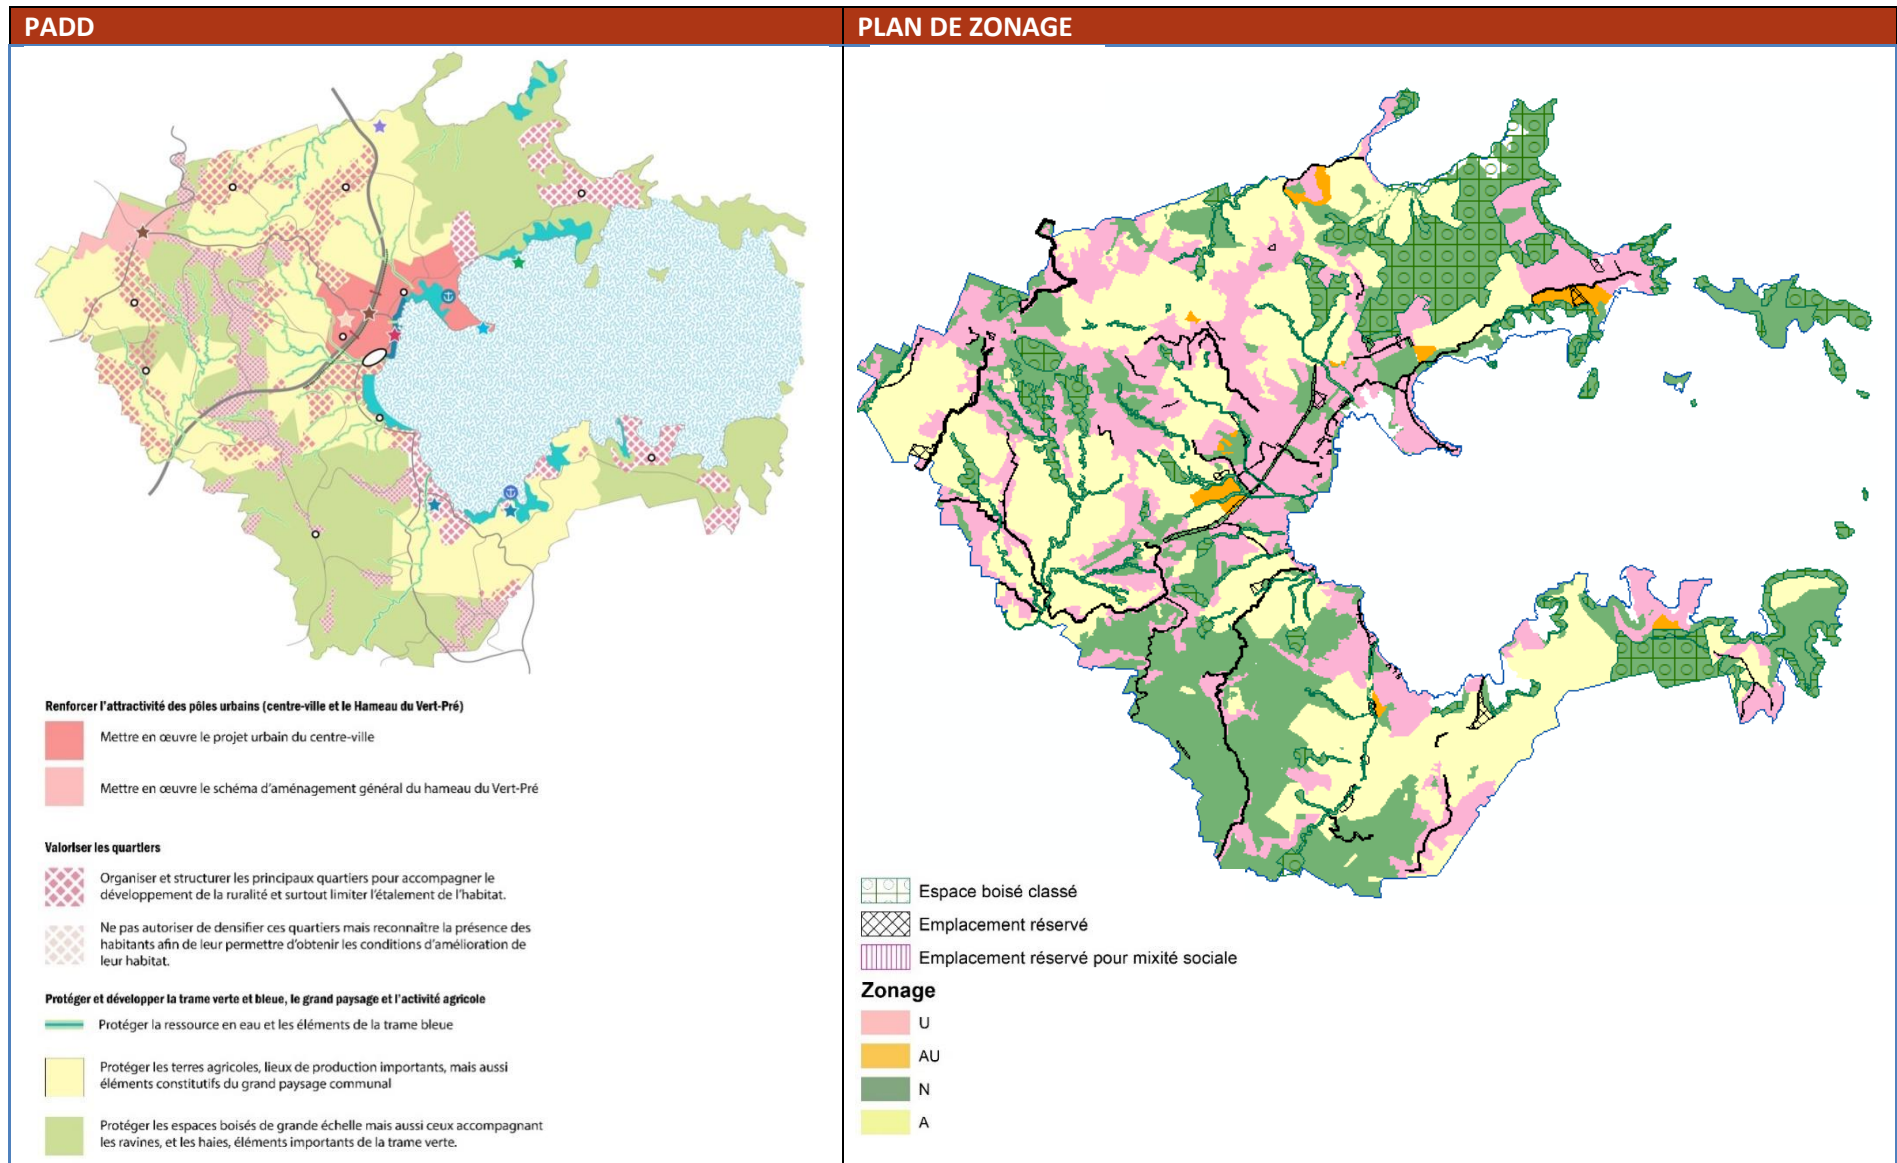 PADD
PLAN DE ZONAGE
Renforcer l'attractivité des pôles urbains (centre-ville et le Hameau du Vert-Pré)
Mettre en œuvre le projet urbain du centre-ville
Mettre en œuvre le schéma d'aménagement général du hameau du Vert-Pré
Valoriser les quartiers
Organiser et structurer les principaux quartiers pour accompagner le
développement de la ruralité et surtout limiter l'étalement de l'habitat.
Ne pas autoriser de densifier ces quartiers mais reconnaître la présence des
habitants afin de leur permettre d'obtenir les conditions d'amélioration de
leur habitat.
Protéger et développer la trame verte et bleue, le grand paysage et l'activité agricole
Protéger la ressource en eau et les éléments de la trame bleue
Protéger les terres agricoles, lieux de production importants, mais aussi
éléments constitutifs du grand paysage communal
Protéger les espaces boisés de grande échelle mais aussi ceux accompagnant
les ravines, et les haies, éléments importants de la trame verte.
Espace boisé classé
Emplacement réservé
Emplacement réservé pour mixité sociale
Zonage
U
AU
N
A